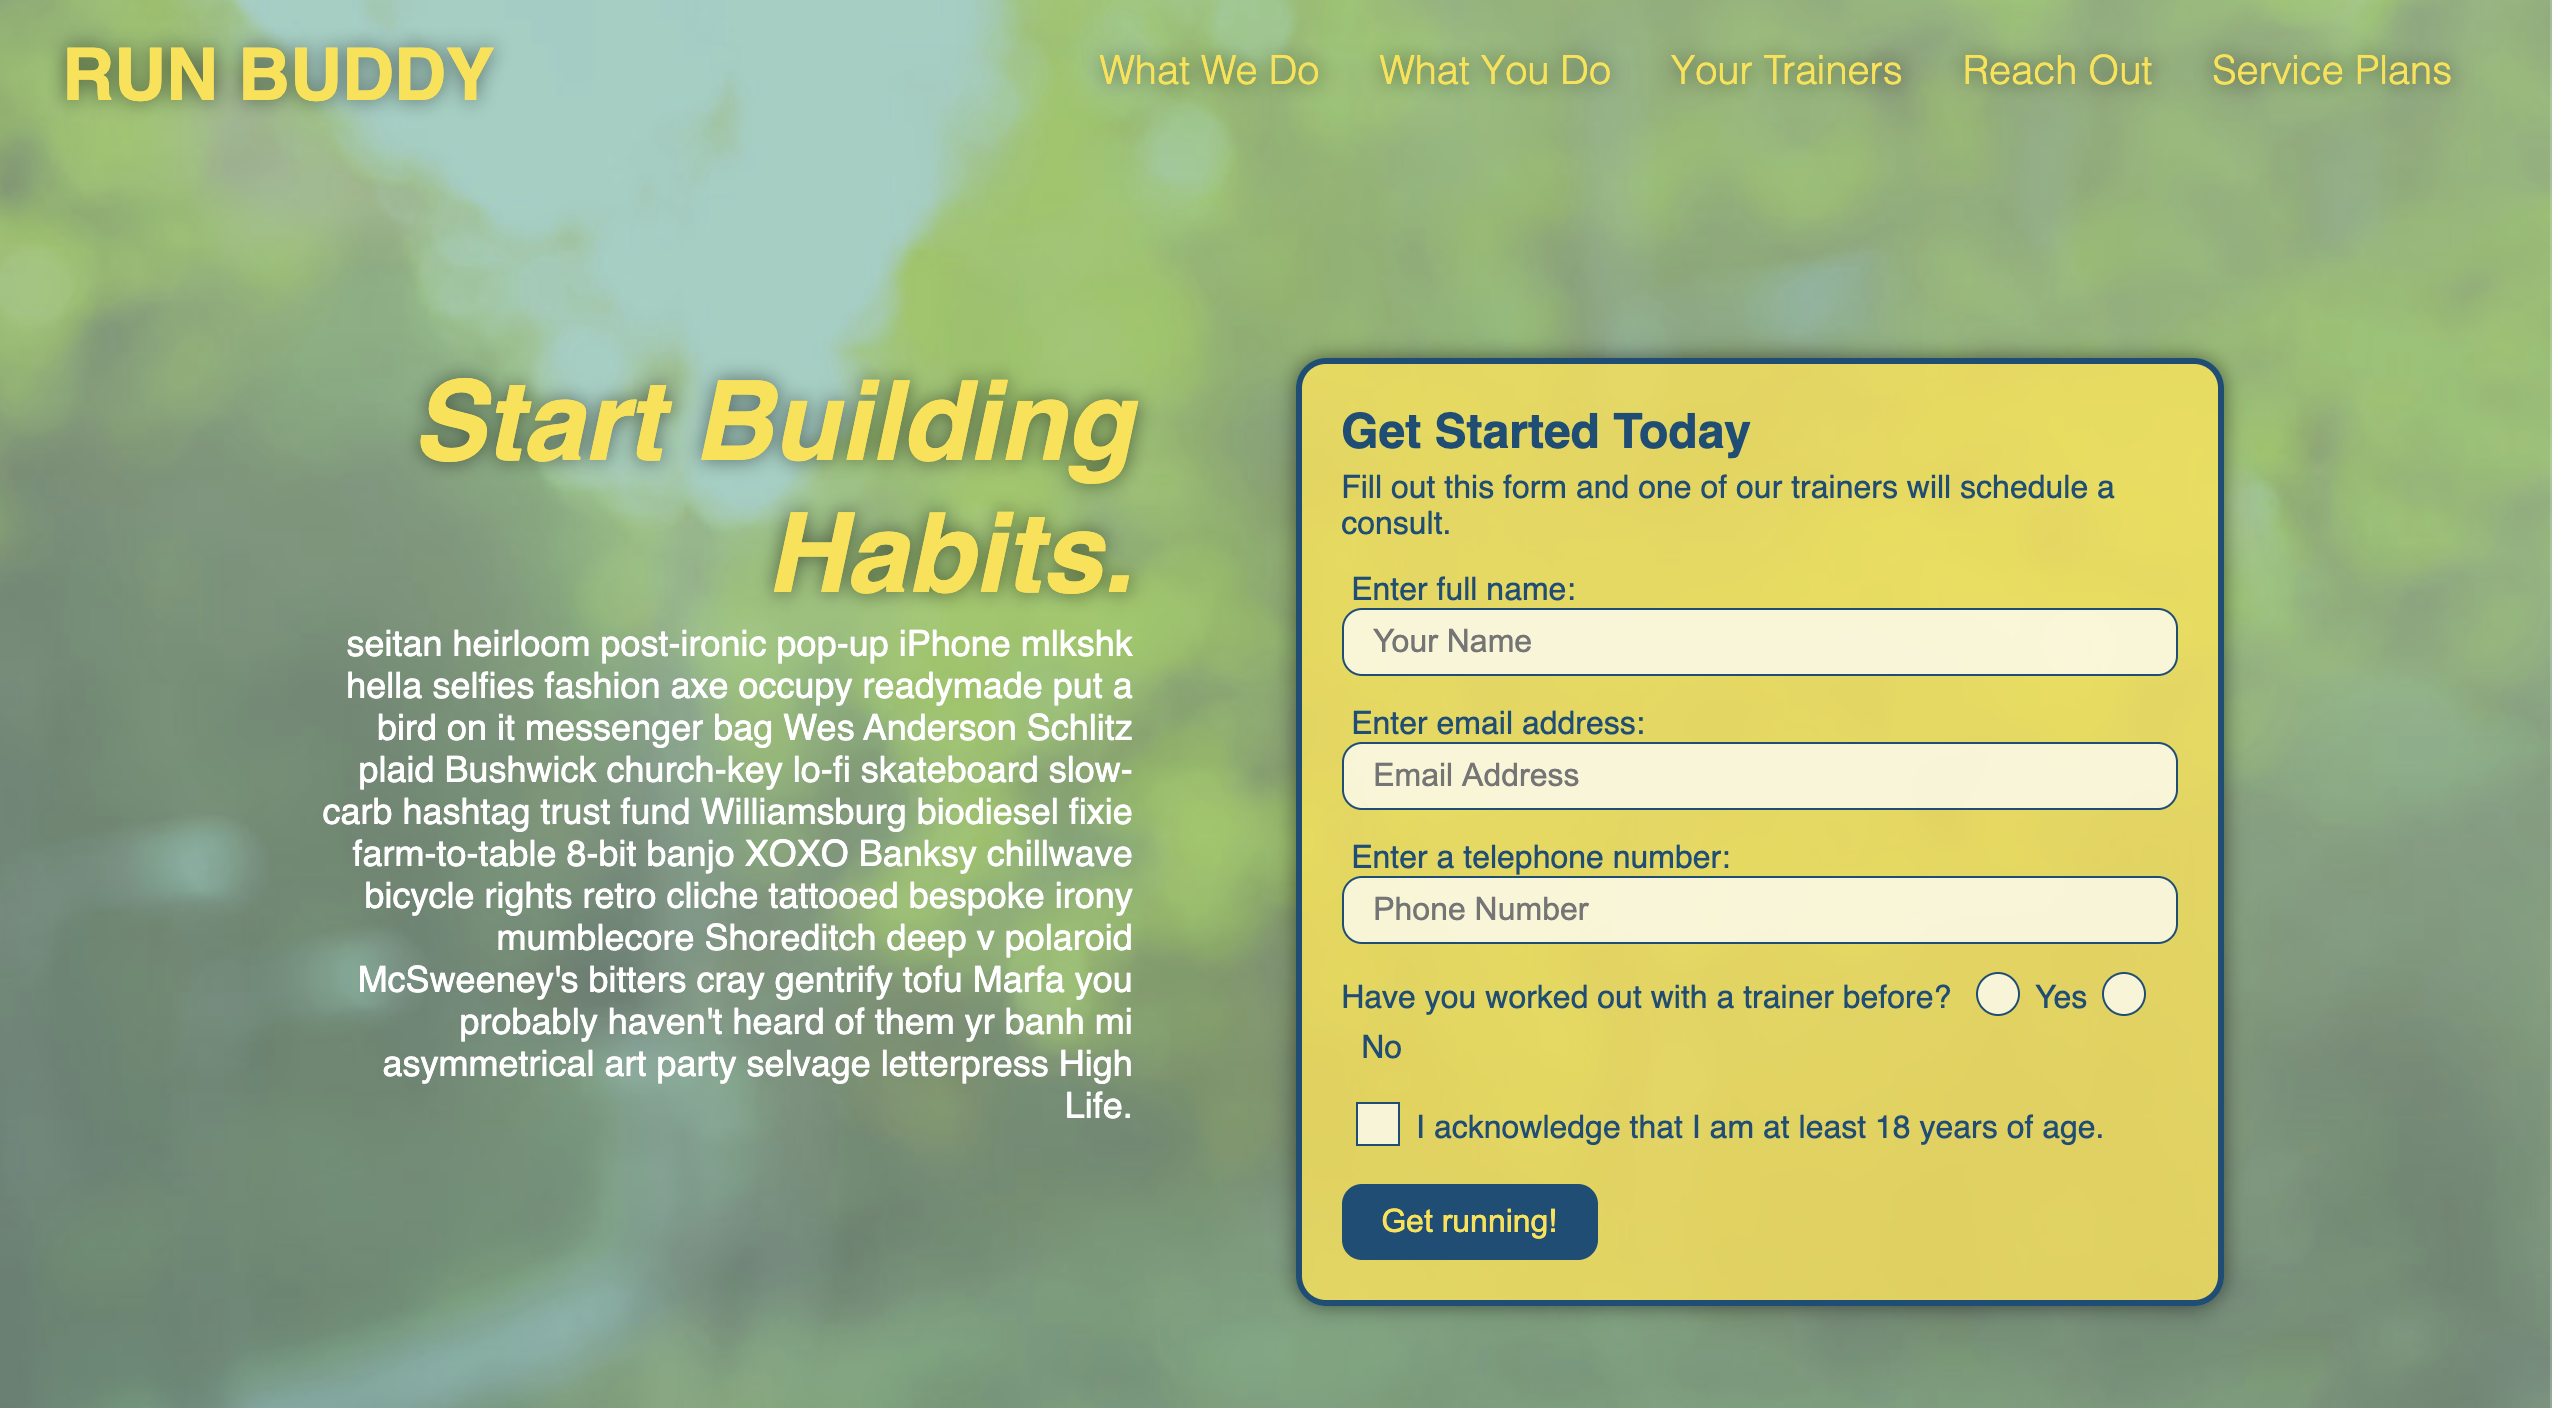 RUN BUDDY
What We Do What You Do Your Trainers Reach Out Service Plans
Start Building
Habits.
seitan heirloom post-ironic pop-up iPhone mlkshk
hella selfies fashion axe occupy readymade put a
bird on it messenger bag Wes Anderson Schlitz
plaid Bushwick church-key lo-fi skateboard slow-
carb hashtag trust fund Williamsburg biodiesel fixie
farm-to-table 8-bit banjo XOXO Banksy chillwave
bicycle rights retro cliche tattooed bespoke irony
mumblecore Shoreditch deep v polaroid
McSweeney's bitters cray gentrify tofu Marfa you
probably haven't heard of them yr banh mi
asymmetrical art party selvage letterpress High
Life.
Get Started Today
Fill out this form and one of our trainers will schedule a
consult.
Enter full name:
Your Name
Enter email address:
Email Address
Enter a telephone number:
Phone Number
Have you worked out with a trainer before? Yes
No
I acknowledge that I am at least 18 years of age.
Get running!